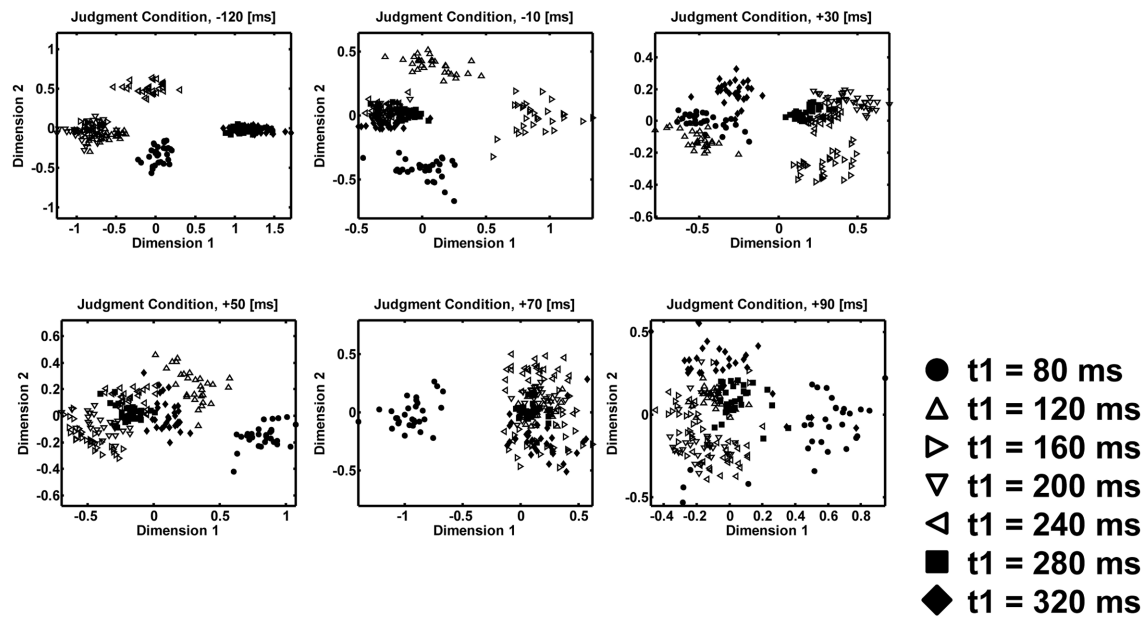 Judgment Condition, -120 [ms]
1
0.5
0
-0.5
-1
-1 -0.5 0 0.5 1 1.5
Dimension 1
Dimension 2
Judgment Condition, -10 [ms]
0.5
0
-0.5
-0.5 0 0.5 1
Dimension 1
Dimension 2
Judgment Condition, +30 [ms]
0.4
0.2
0
-0.2
-0.4
-0.6
-0.5 0 0.5
Dimension 1
Dimension 2
Judgment Condition, +50 [ms]
0.6
0.4
0.2
0
-0.2
-0.4
-0.6
-0.5 0 0.5 1
Dimension 1
Dimension 2
Judgment Condition, +70 [ms]
0.5
0
-0.5
-1 -0.5 0 0.5
Dimension 1
Dimension 2
Judgment Condition, +90 [ms]
0.5
0
-0.5
-0.4 -0.2 0 0.2 0.4 0.6 0.8
Dimension 1
Dimension 2
t1 = 80 ms
t1 = 120 ms
t1 = 160 ms
t1 = 200 ms
t1 = 240 ms
t1 = 280 ms
t1 = 320 ms